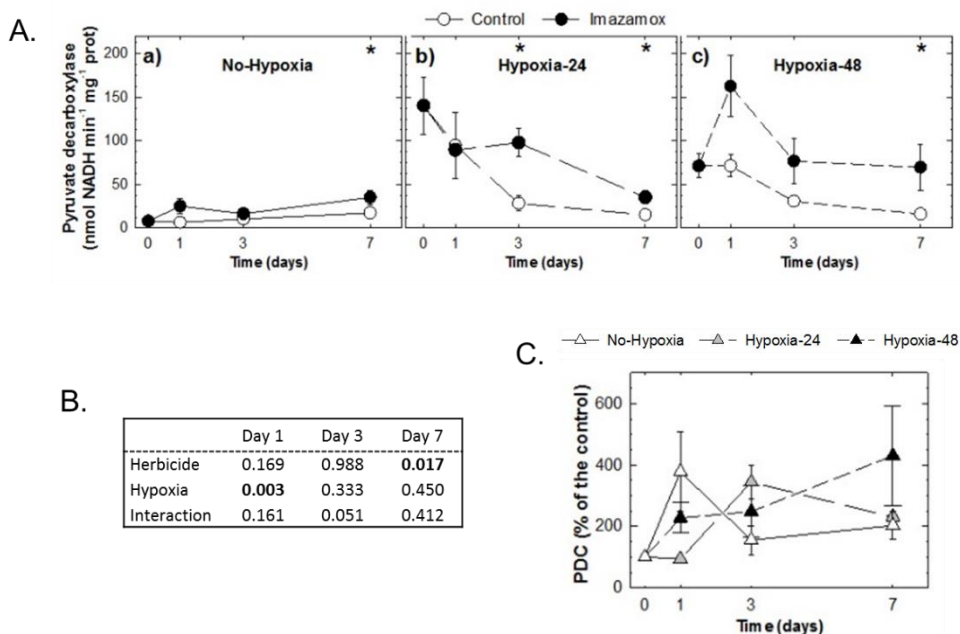 A.
Control Imazamox
Pyruvate decarboxylase
(nmol NADH min⁻¹ mg⁻¹ prot)
200
150
100
50
0
a) *
No-Hypoxia
0 1 3 7
Time (days)
b) * *
Hypoxia-24
0 1 3 7
Time (days)
c) *
Hypoxia-48
0 1 3 7
Time (days)
B.
Day 1 Day 3 Day 7
Herbicide 0.169 0.988 0.017
Hypoxia 0.003 0.333 0.450
Interaction 0.161 0.051 0.412
C.
No-Hypoxia Hypoxia-24 Hypoxia-48
PDC (% of the control)
600
400
200
0
0 1 3 7
Time (days)